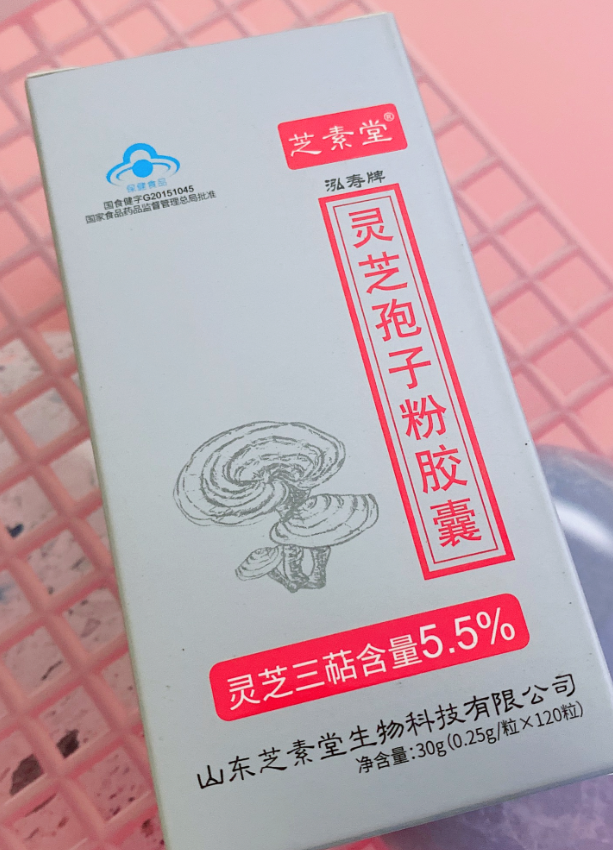 芝素堂®
保健食品
国食健字G20151045
国家食品药品监督管理总局批准
泓寿牌
灵芝孢子粉胶囊
灵芝三萜含量5.5%
山东芝素堂生物科技有限公司
净含量:30g(0.25g/粒×120粒)